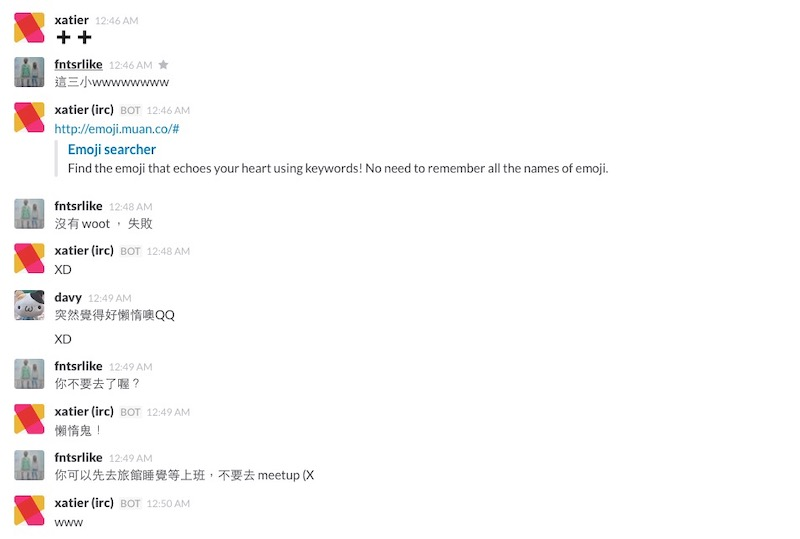 xatier 12:46 AM
➕ ➕
fntsrlike 12:46 AM ★
這三小wwwwwwww
xatier (irc) BOT 12:46 AM
http://emoji.muan.co/#
Emoji searcher
Find the emoji that echoes your heart using keywords! No need to remember all the names of emoji.
fntsrlike 12:48 AM
沒有 woot ， 失敗
xatier (irc) BOT 12:48 AM
XD
davy 12:49 AM
突然覺得好懶惰噢QQ
XD
fntsrlike 12:49 AM
你不要去了喔？
xatier (irc) BOT 12:49 AM
懶惰鬼！
fntsrlike 12:49 AM
你可以先去旅館睡覺等上班，不要去 meetup (X
xatier (irc) BOT 12:50 AM
www